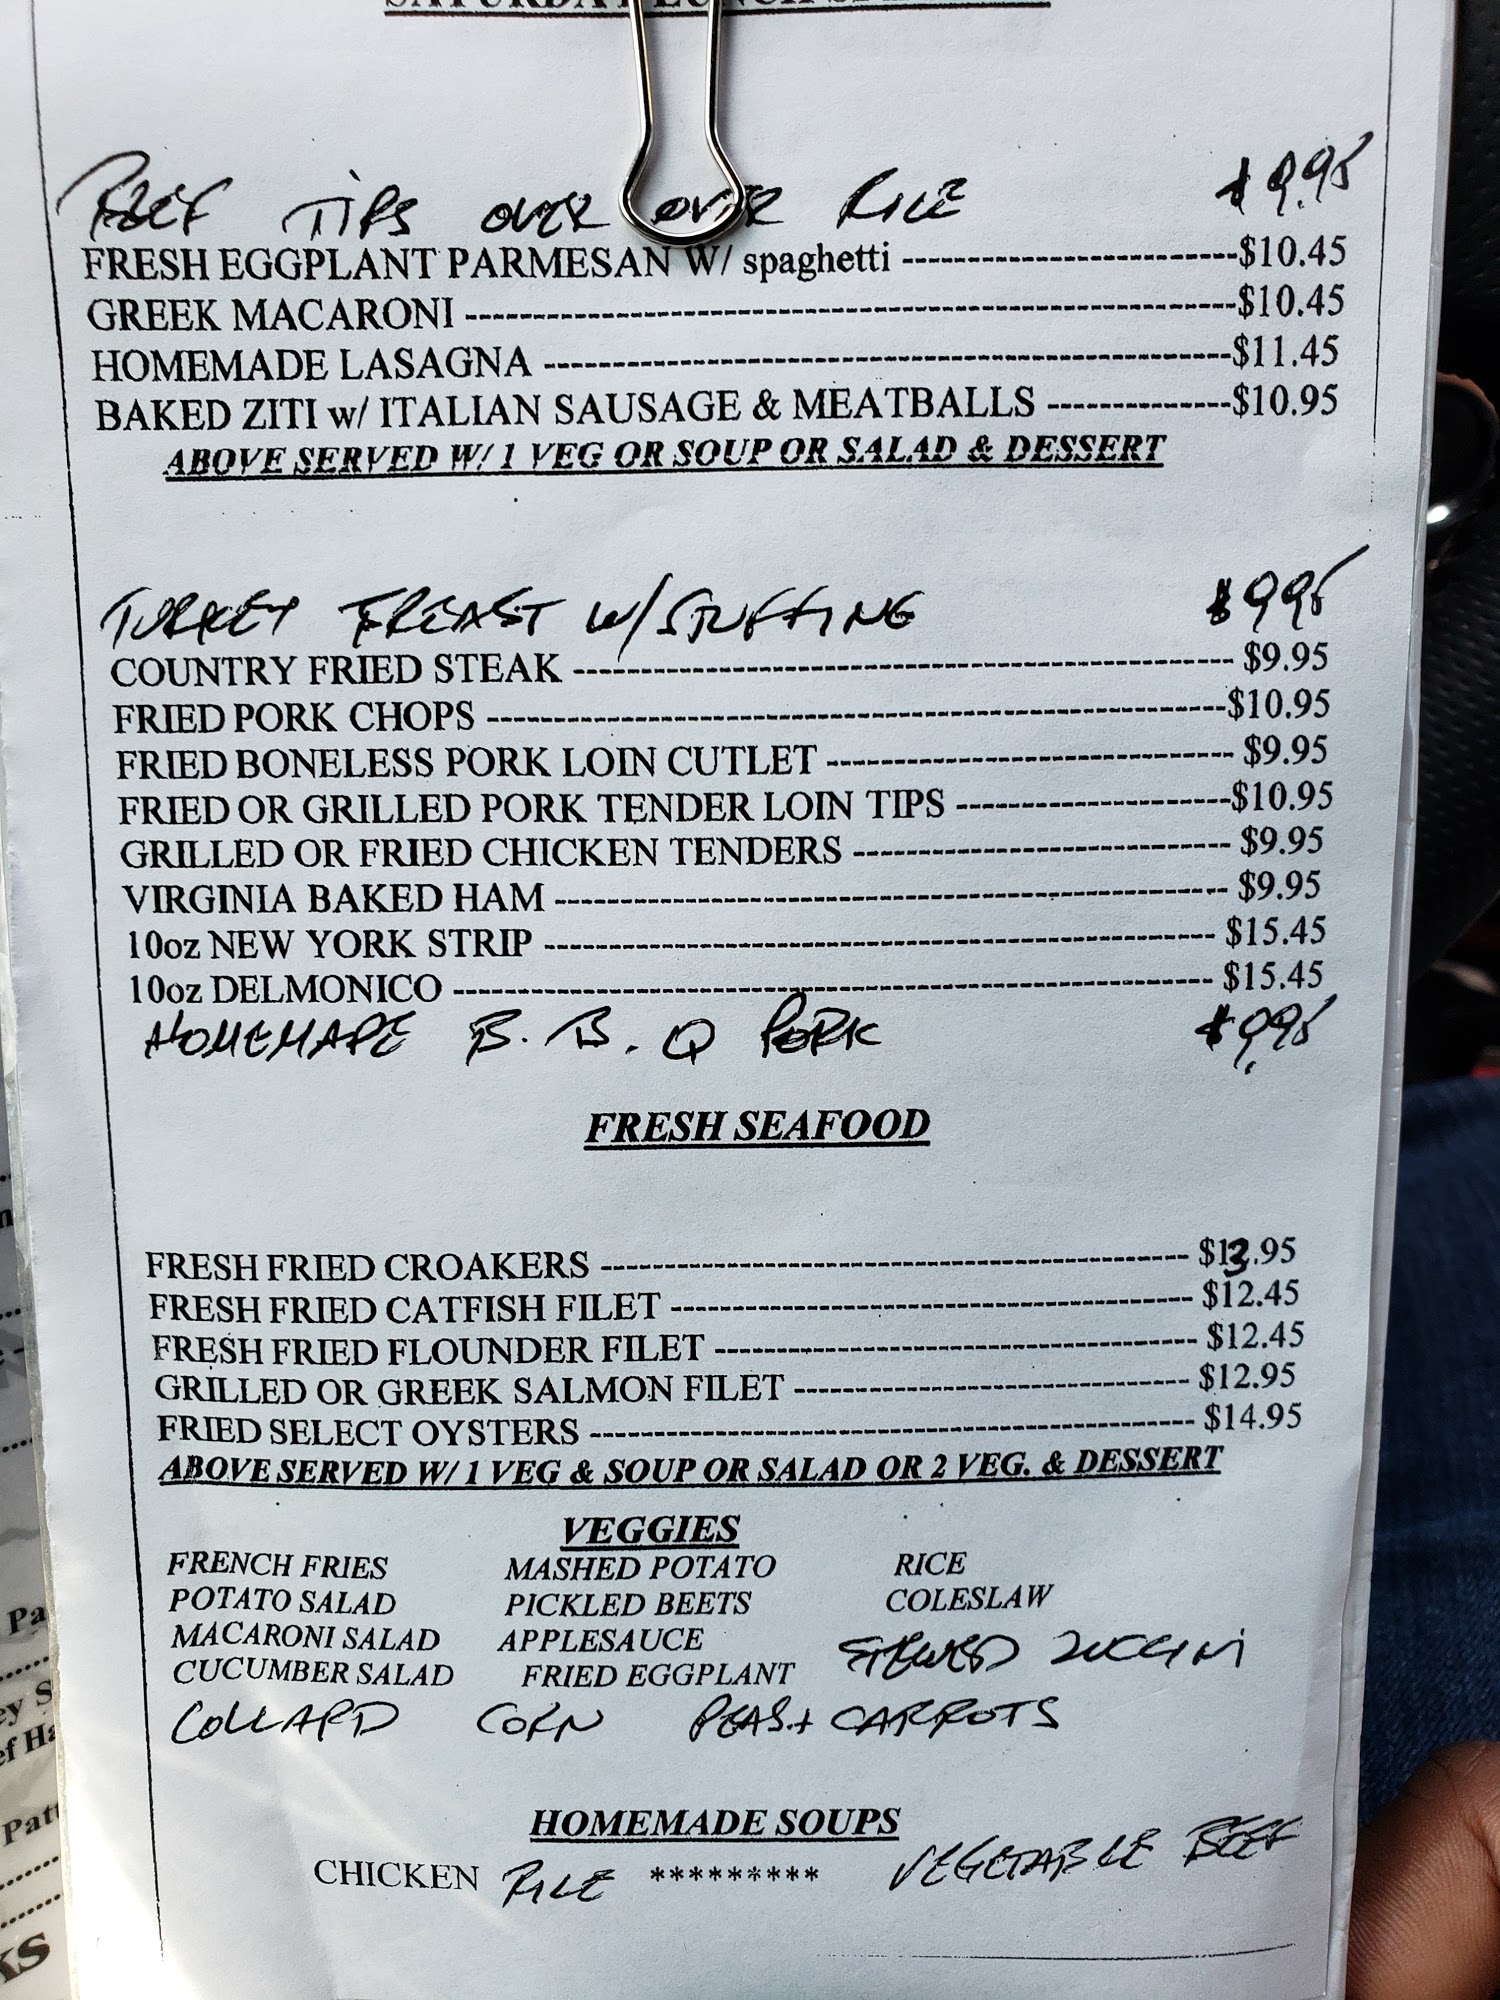 SATURDAY LUNCH
BEEF TIPS OVER OVER RICE $9.95
FRESH EGGPLANT PARMESAN W/ spaghetti -------------------------$10.45
GREEK MACARONI ---------------------------------------------------------$10.45
HOMEMADE LASAGNA ---------------------------------------------------$11.45
BAKED ZITI w/ ITALIAN SAUSAGE & MEATBALLS --------------$10.95
ABOVE SERVED W/ 1 VEG OR SOUP OR SALAD & DESSERT
TURKEY BREAST W/STUFFING $9.95
COUNTRY FRIED STEAK ------------------------------------------------- $9.95
FRIED PORK CHOPS -------------------------------------------------------$10.95
FRIED BONELESS PORK LOIN CUTLET ------------------------------ $9.95
FRIED OR GRILLED PORK TENDER LOIN TIPS ---------------------$10.95
GRILLED OR FRIED CHICKEN TENDERS ---------------------------- $9.95
VIRGINIA BAKED HAM -------------------------------------------------- $9.95
10oz NEW YORK STRIP -------------------------------------------------- $15.45
10oz DELMONICO --------------------------------------------------------- $15.45
HOMEMADE B.B.Q PORK $9.95
FRESH SEAFOOD
FRESH FRIED CROAKERS -------------------------------------------- $13.95
FRESH FRIED CATFISH FILET --------------------------------------- $12.45
FRESH FRIED FLOUNDER FILET ------------------------------------ $12.45
GRILLED OR GREEK SALMON FILET ------------------------------ $12.95
FRIED SELECT OYSTERS --------------------------------------------- $14.95
ABOVE SERVED W/ 1 VEG & SOUP OR SALAD OR 2 VEG. & DESSERT
VEGGIES
FRENCH FRIES MASHED POTATO RICE
POTATO SALAD PICKLED BEETS COLESLAW
MACARONI SALAD APPLESAUCE STEWED ZUCCINI
CUCUMBER SALAD FRIED EGGPLANT
COLLARD CORN PEAS + CARROTS
HOMEMADE SOUPS
CHICKEN RICE ********* VEGETABLE BEEF